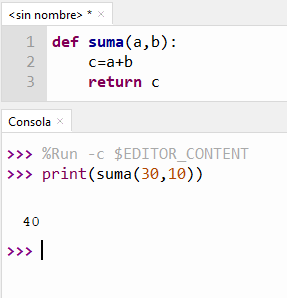 <sin nombre> * ×
1 def suma(a,b):
2     c=a+b
3     return c
Consola ×
>>> %Run -c $EDITOR_CONTENT
>>> print(suma(30,10))
40
>>>